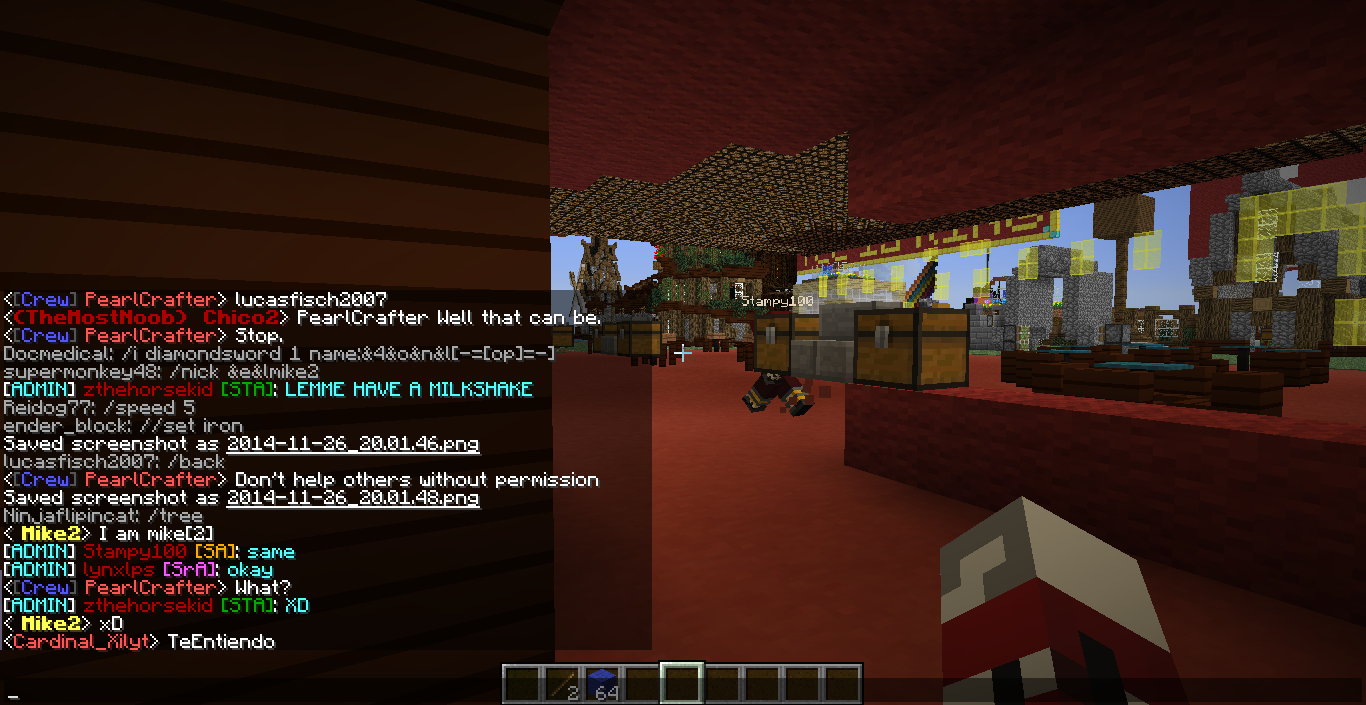 <[Crew] PearlCrafter> lucasfisch2007
<(TheMostNoob) Chico2> PearlCrafter Well that can be.
<[Crew] PearlCrafter> Stop.
Docmedical: /i diamondsword 1 name:&4&o&n&l[-=[op]=-]
supermonkey48: /nick &e&lmike2
[ADMIN] zthehorsekid [STA]: LEMME HAVE A MILKSHAKE
Reidog77: /speed 5
ender_block: //set iron
Saved screenshot as 2014-11-26_20.01.46.png
lucasfisch2007: /back
<[Crew] PearlCrafter> Don't help others without permission
Saved screenshot as 2014-11-26_20.01.48.png
Ninjaflipincat: /tree
< Mike2> I am mike[2]
[ADMIN] Stampy100 [SA]: same
[ADMIN] lynxlps [SrA]: okay
<[Crew] PearlCrafter> What?
[ADMIN] zthehorsekid [STA]: XD
< Mike2> xD
<Cardinal_Xilyt> TeEntiendo
_
Stampy100
2
64